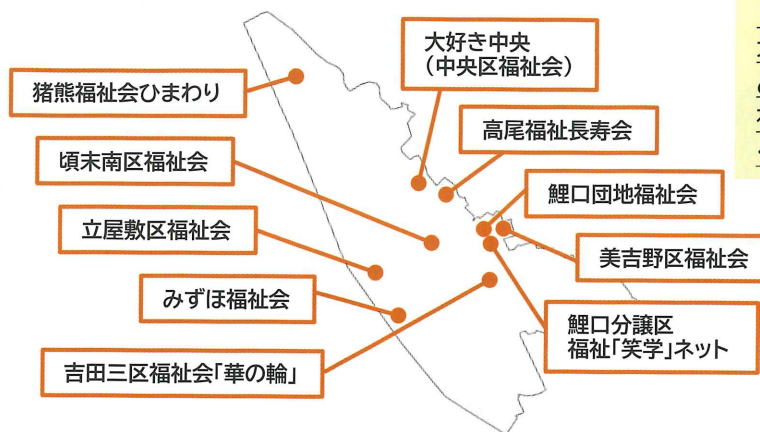 大好き中央
（中央区福祉会）
猪熊福祉会ひまわり
高尾福祉長寿会
頃末南区福祉会
鯉口団地福祉会
立屋敷区福祉会
美吉野区福祉会
みずほ福祉会
鯉口分譲区
福祉「笑学」ネット
吉田三区福祉会「華の輪」